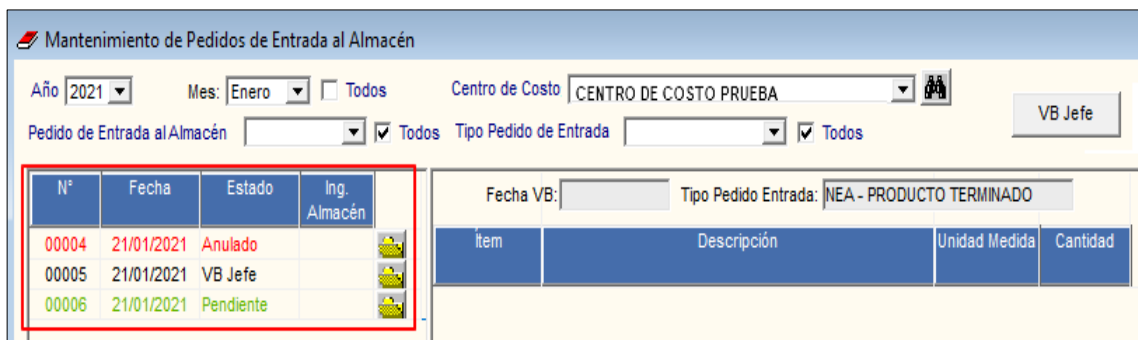 Mantenimiento de Pedidos de Entrada al Almacén
Año 2021 Mes: Enero Todos Centro de Costo CENTRO DE COSTO PRUEBA
VB Jefe
Pedido de Entrada al Almacén Todos Tipo Pedido de Entrada Todos
N° Fecha Estado Ing. Almacén
00004 21/01/2021 Anulado
00005 21/01/2021 VB Jefe
00006 21/01/2021 Pendiente
Fecha VB: Tipo Pedido Entrada: NEA - PRODUCTO TERMINADO
Ítem Descripción Unidad Medida Cantidad